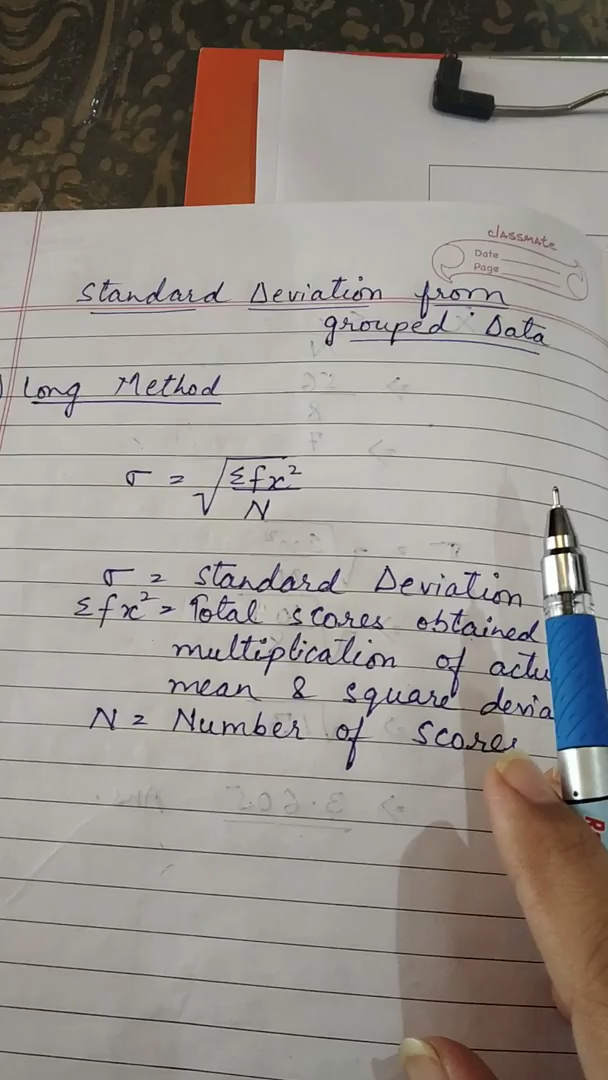 classmate
Date
Page
Standard Deviation from
grouped Data
Long Method
σ = √Σfx²/N
σ = Standard Deviation
Σfx² = Total scores obtained
multiplication of actu
mean & square devia
N = Number of scores